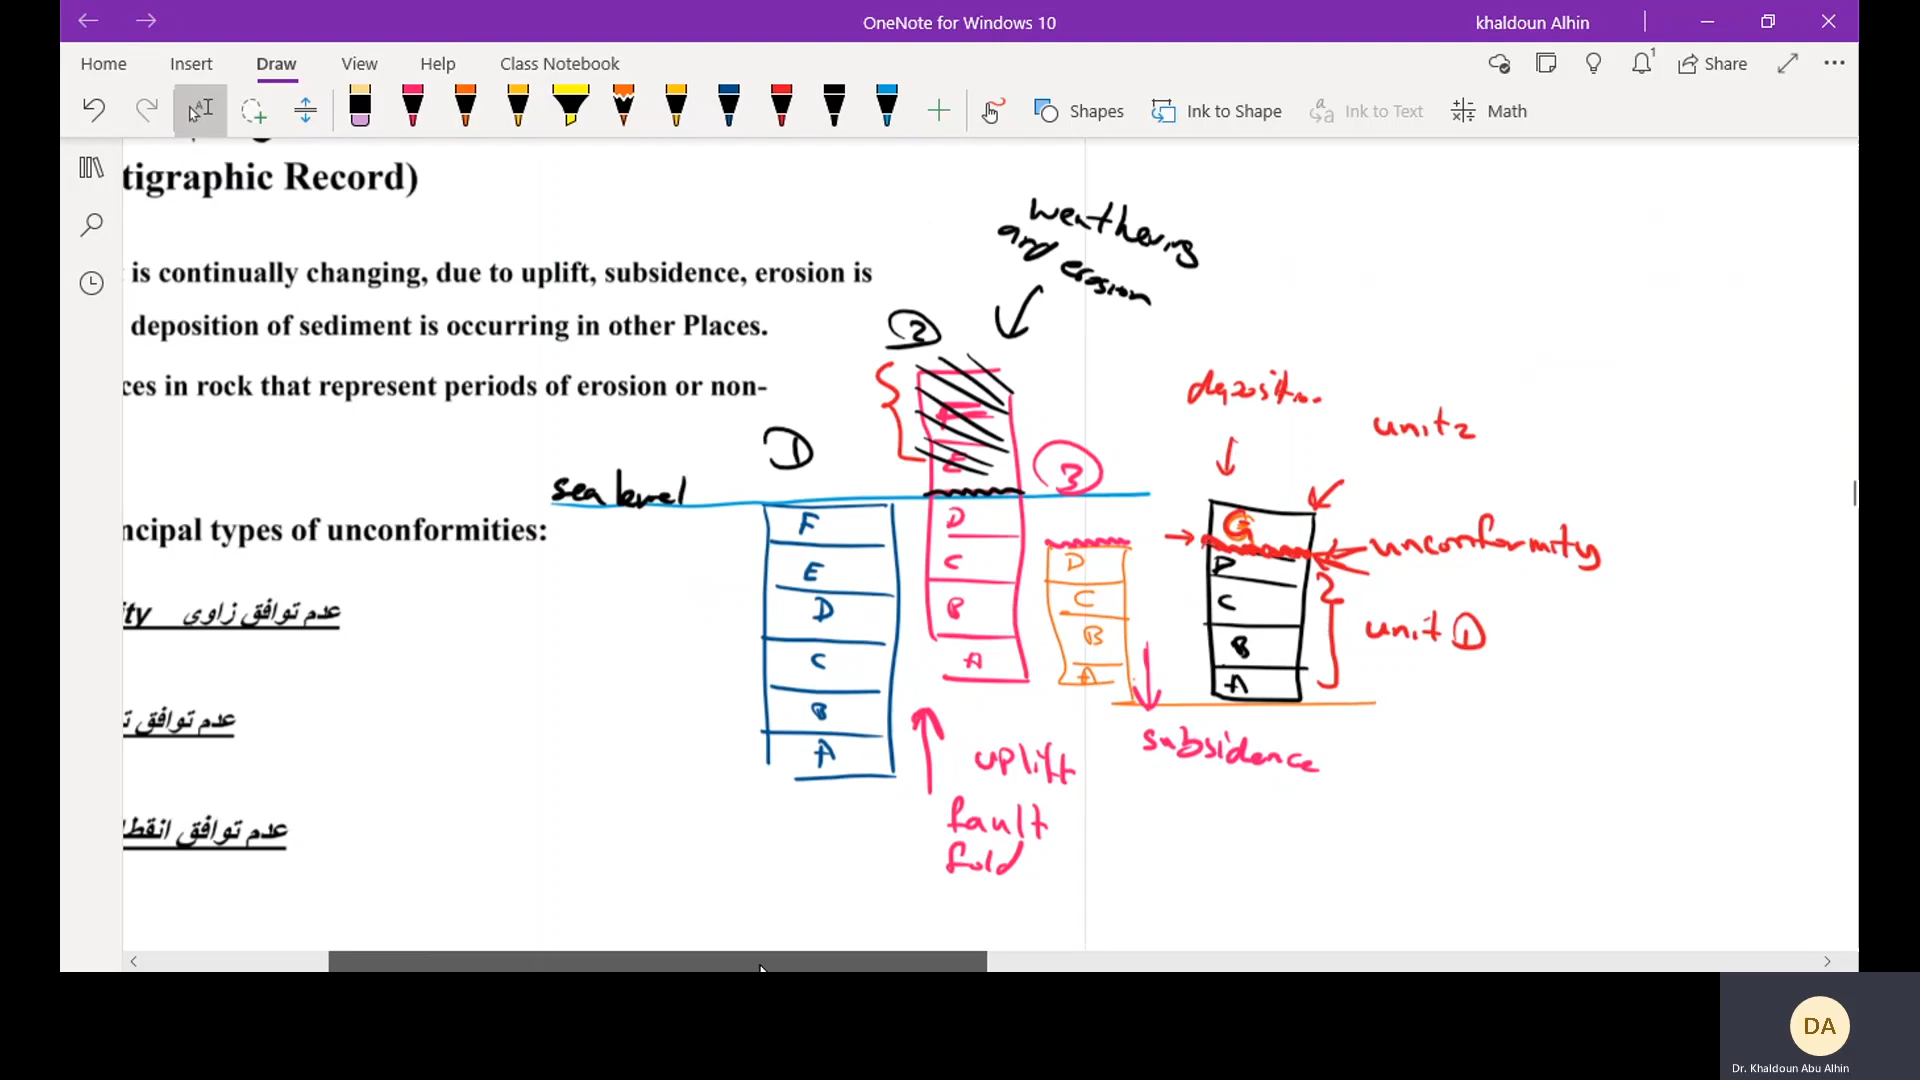 OneNote for Windows 10
khaldoun Alhin
Home Insert Draw View Help Class Notebook
1
Share
Shapes
Ink to Shape
Ink to Text
Math
tigraphic Record)
is continually changing, due to uplift, subsidence, erosion is
deposition of sediment is occurring in other Places.
ces in rock that represent periods of erosion or non-
ncipal types of unconformities:
ity عدم توافق زاوى
عدم توافق ت
عدم توافق انقطا
weathering
and erosion
2
1
sea level
F
E
D
C
B
A
E
D
C
B
A
uplift
fault
fold
3
D
C
B
A
subsidence
deposition
unit 2
G
D
C
B
A
unconformity
unit 1
DA
Dr. Khaldoun Abu Alhin